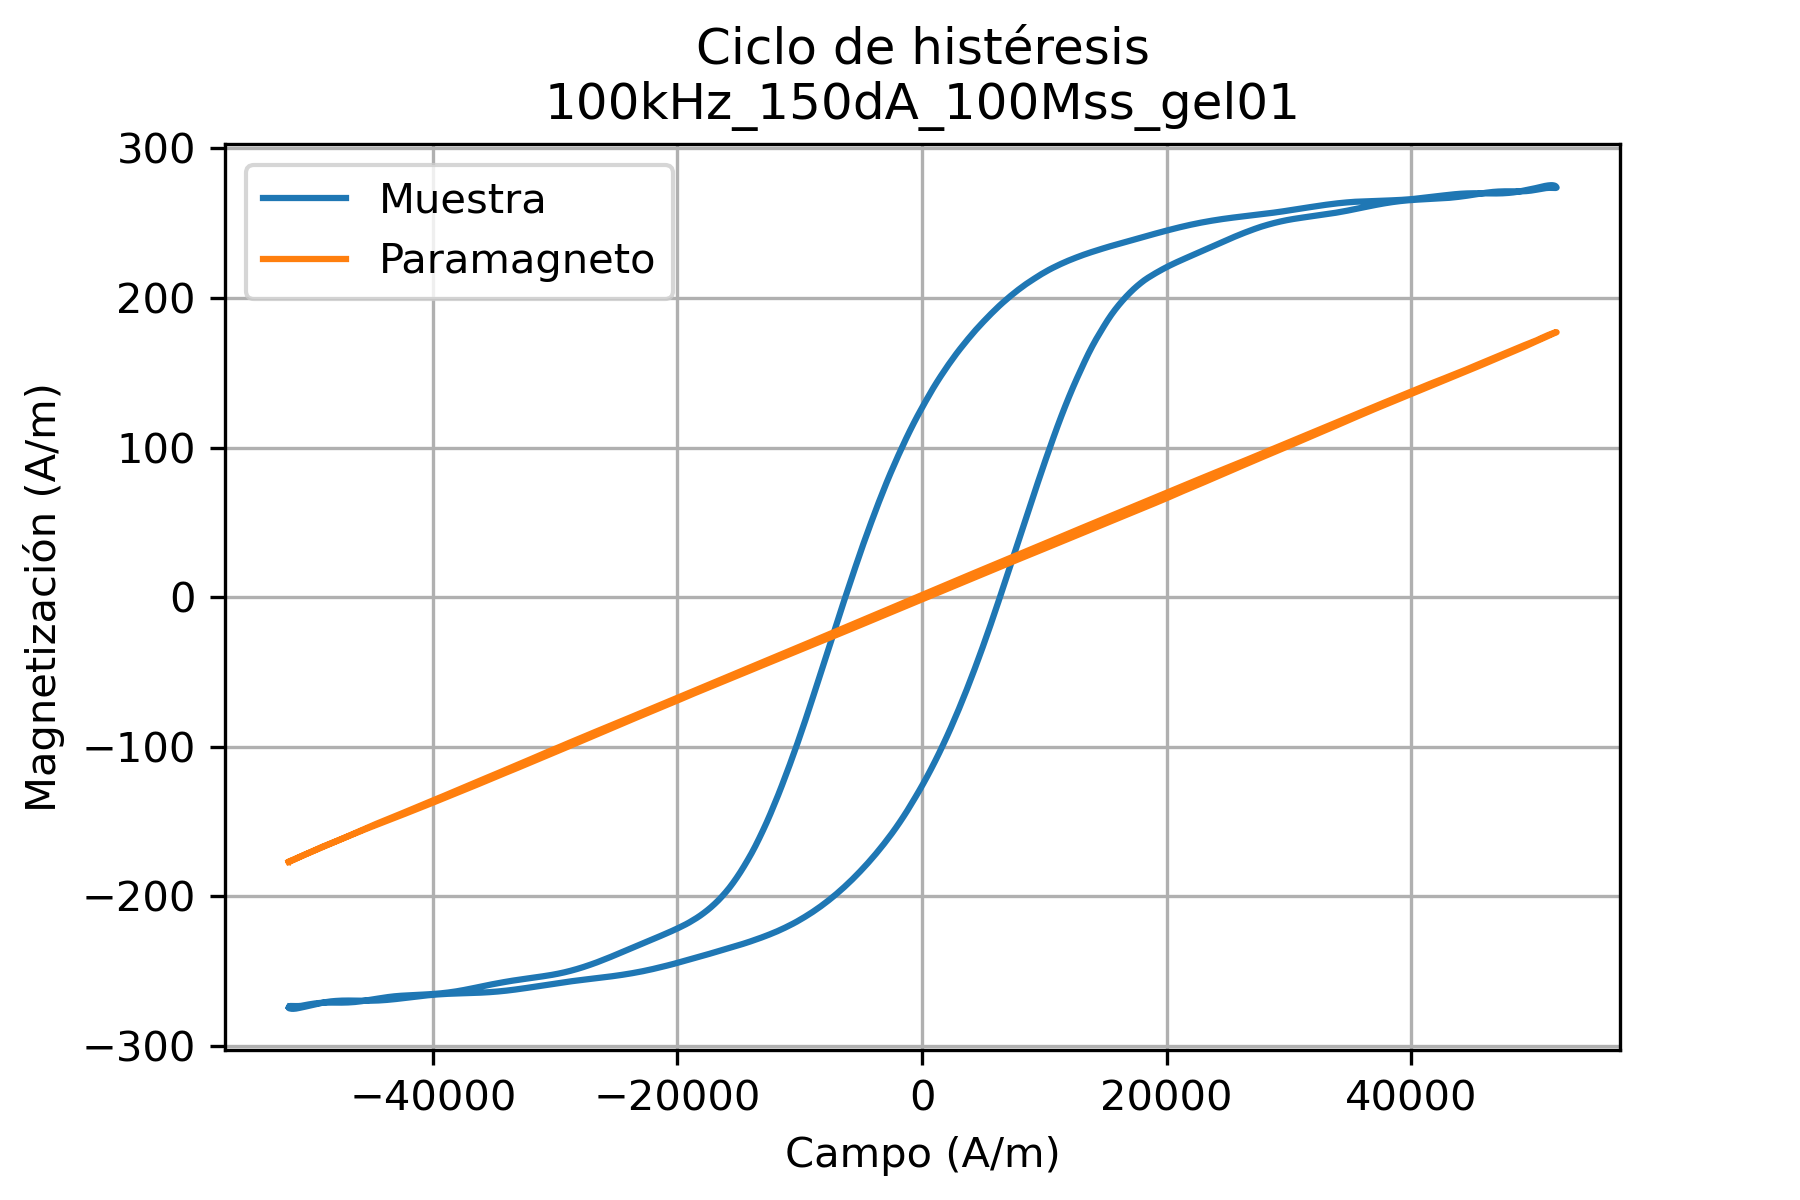 Ciclo de histéresis
100kHz_150dA_100Mss_gel01
Muestra
Paramagneto
300
200
100
0
−100
−200
−300
Magnetización (A/m)
−40000 −20000 0 20000 40000
Campo (A/m)